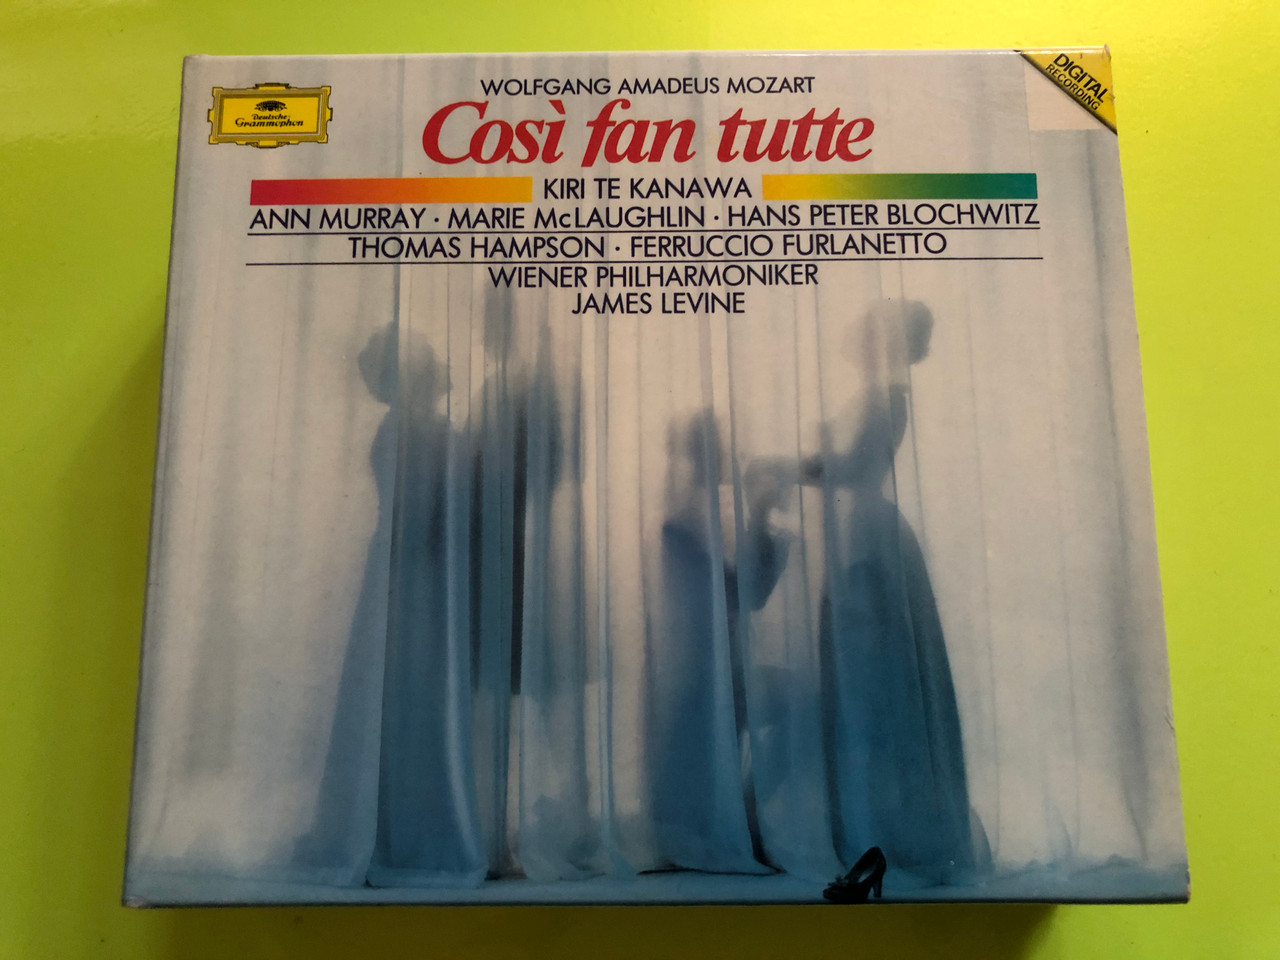 Deutsche
Grammophon
DIGITAL
RECORDING
WOLFGANG AMADEUS MOZART
Così fan tutte
KIRI TE KANAWA
ANN MURRAY · MARIE McLAUGHLIN · HANS PETER BLOCHWITZ
THOMAS HAMPSON · FERRUCCIO FURLANETTO
WIENER PHILHARMONIKER
JAMES LEVINE